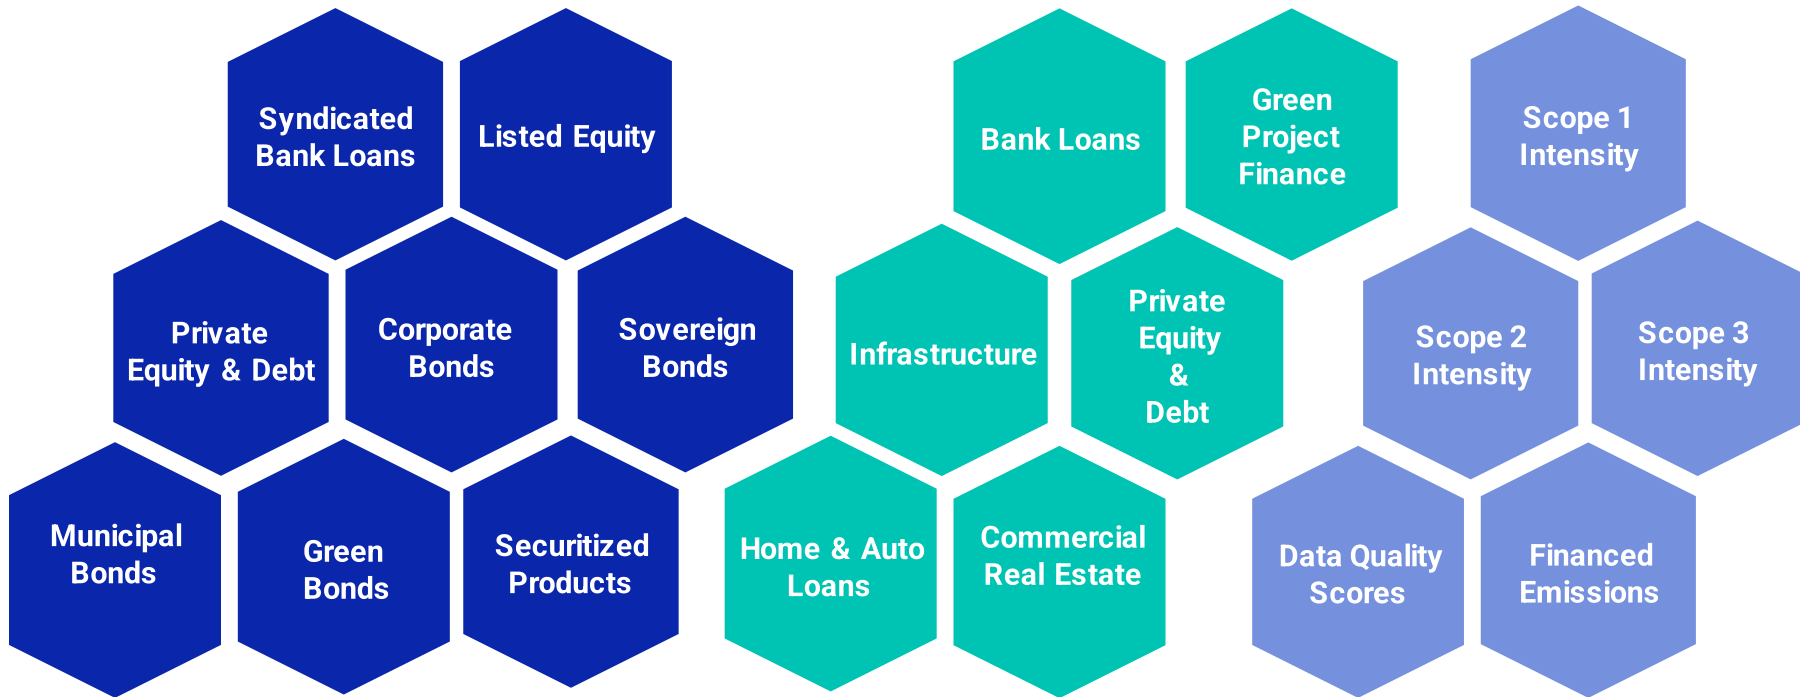 Syndicated
Bank Loans
Listed Equity
Private
Equity & Debt
Corporate
Bonds
Sovereign
Bonds
Municipal
Bonds
Green
Bonds
Securitized
Products
Bank Loans
Green
Project
Finance
Infrastructure
Private
Equity
&
Debt
Home & Auto
Loans
Commercial
Real Estate
Scope 1
Intensity
Scope 2
Intensity
Scope 3
Intensity
Data Quality
Scores
Financed
Emissions